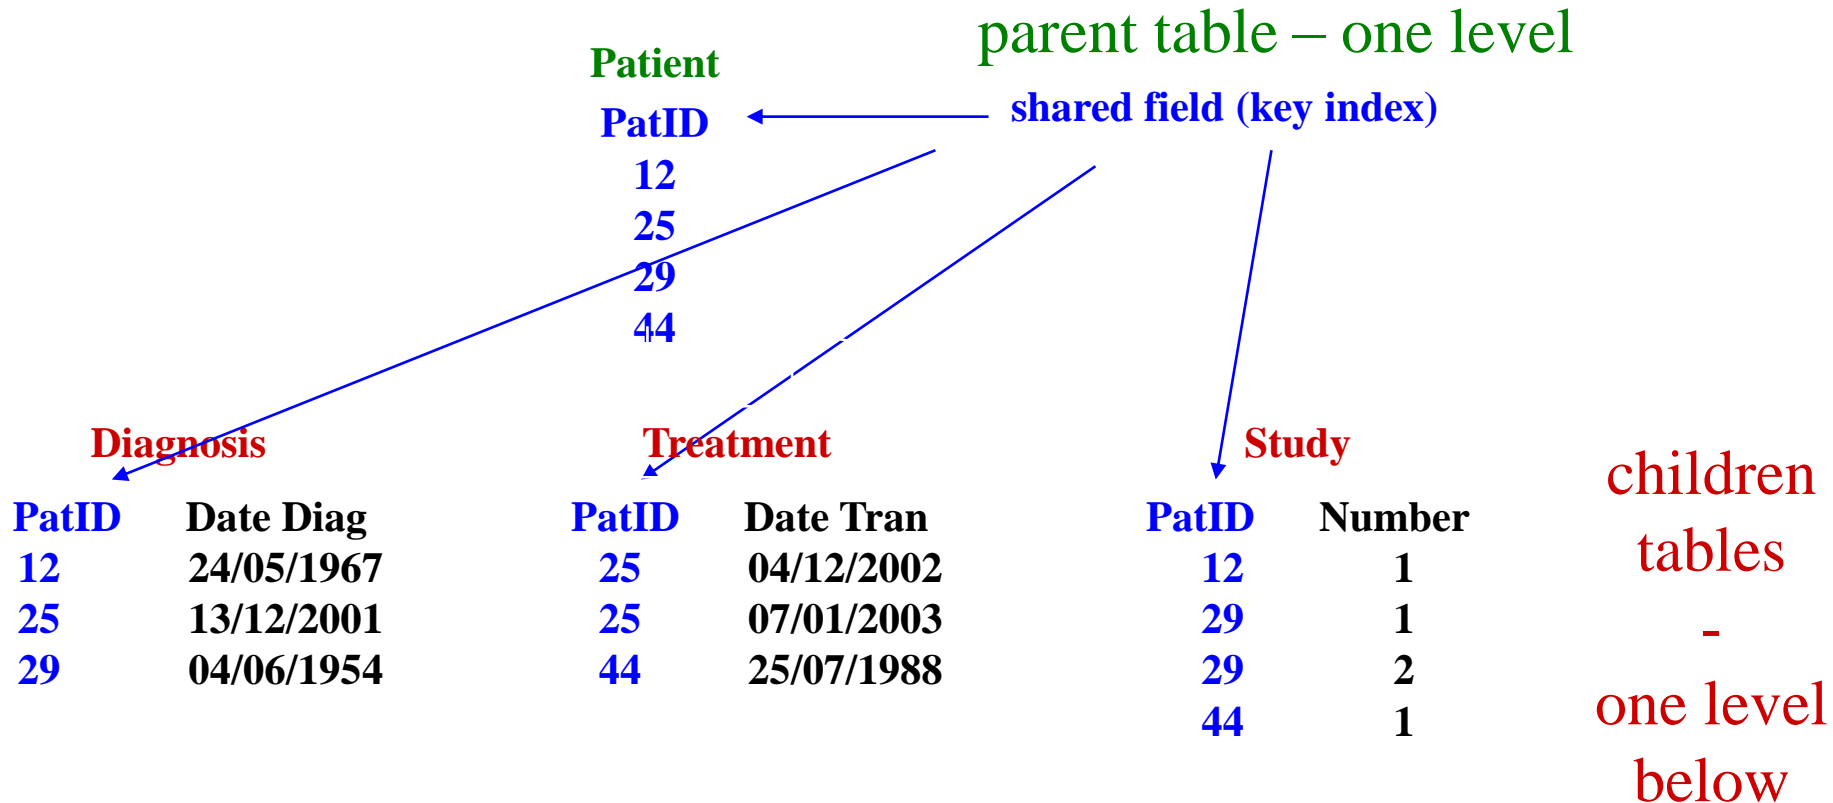 parent table – one level
Patient
shared field (key index)
PatID
12
25
29
44
Diagnosis Treatment Study
PatID Date Diag PatID Date Tran PatID Number
12 24/05/1967 25 04/12/2002 12 1
25 13/12/2001 25 07/01/2003 29 1
29 04/06/1954 44 25/07/1988 29 2
44 1
children
tables
-
one level
below